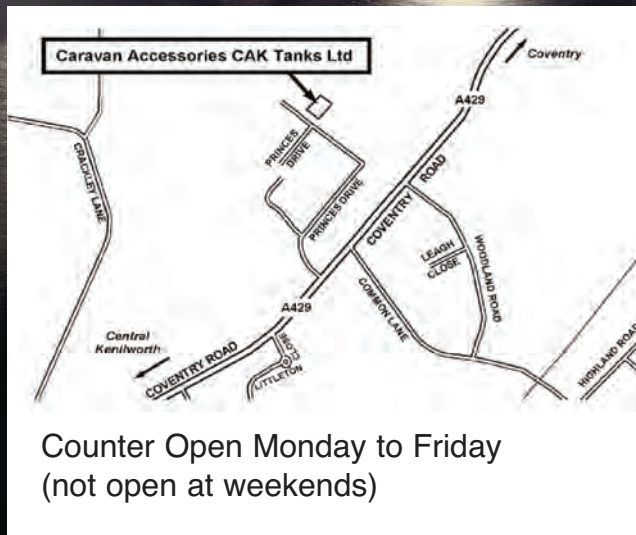 Caravan Accessories CAK Tanks Ltd
Coventry
A429
CRACKLEY LANE
PRINCES
DRIVE
PRINCES DRIVE
COVENTRY ROAD
LEAGH
CLOSE
WOODLAND ROAD
COMMON LANE
A429
Central
Kenilworth
COVENTRY ROAD
LITTLETON CLOSE
HIGHLAND ROAD
Counter Open Monday to Friday
(not open at weekends)